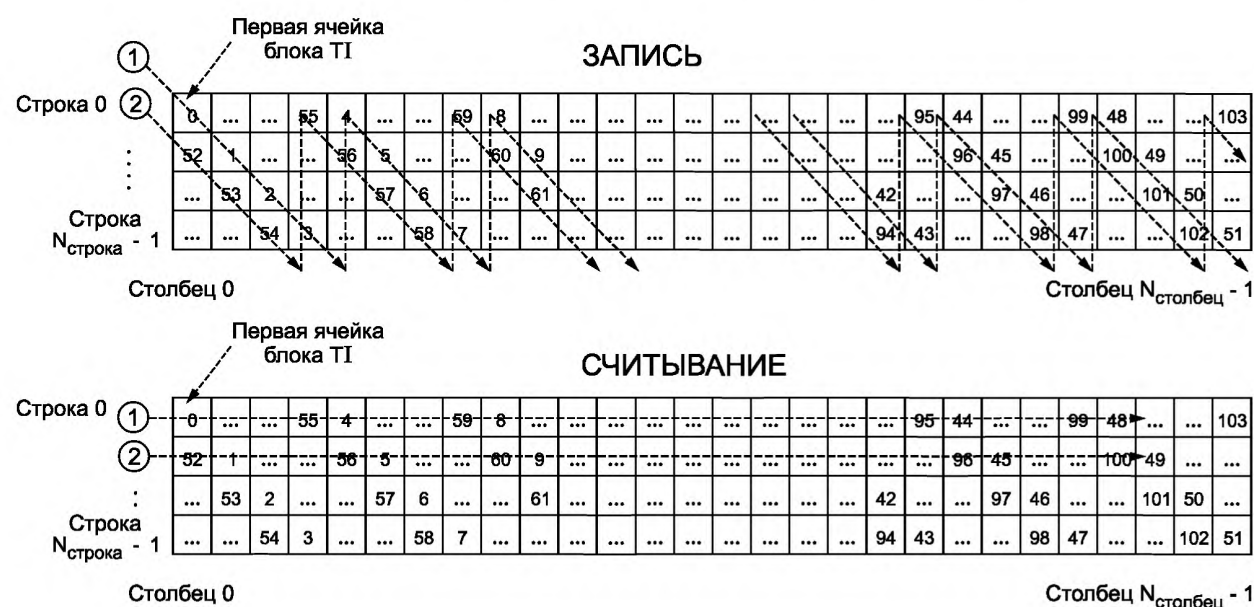 Первая ячейка
блока TI
ЗАПИСЬ
1
Строка 0 2 0 ... ... 55 4 ... ... 59 8 ... ... ... ... ... ... ... ... ... ... 95 44 ... ... 99 48 ... ... 103
52 1 ... ... 56 5 ... ... 60 9 ... ... ... ... ... ... ... ... ... ... 96 45 ... ... 100 49 ... ...
... 53 2 ... ... 57 6 ... ... 61 ... ... ... ... ... ... ... ... 42 ... ... 97 46 ... ... 101 50 ...
Строка
Nстрока - 1 ... ... 54 3 ... ... 58 7 ... ... ... ... ... ... ... ... ... ... 94 43 ... ... 98 47 ... ... 102 51
Столбец 0 Столбец Nстолбец - 1
Первая ячейка
блока TI
СЧИТЫВАНИЕ
Строка 0 1 0 ... ... 55 4 ... ... 59 8 ... ... ... ... ... ... ... ... ... ... 95 44 ... ... 99 48 ... ... 103
2 52 1 ... ... 56 5 ... ... 60 9 ... ... ... ... ... ... ... ... ... ... 96 45 ... ... 100 49 ... ...
... 53 2 ... ... 57 6 ... ... 61 ... ... ... ... ... ... ... ... 42 ... ... 97 46 ... ... 101 50 ...
Строка
Nстрока - 1 ... ... 54 3 ... ... 58 7 ... ... ... ... ... ... ... ... ... ... 94 43 ... ... 98 47 ... ... 102 51
Столбец 0 Столбец Nстолбец - 1